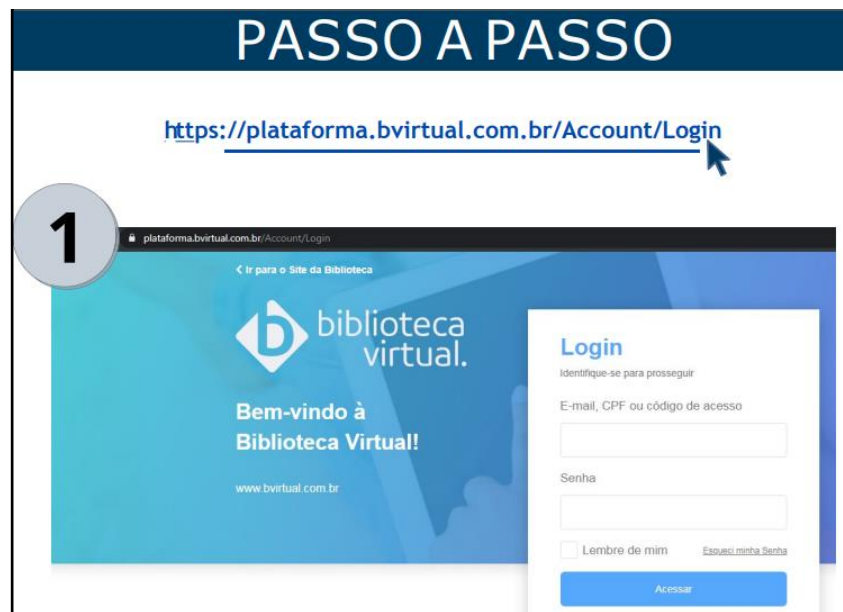 PASSO A PASSO
https://plataforma.bvirtual.com.br/Account/Login
1
plataforma.bvirtual.com.br/Account/Login
Ir para o Site da Biblioteca
b biblioteca
virtual.
Bem-vindo à
Biblioteca Virtual!
www.bvirtual.com.br
Login
Identifique-se para prosseguir
E-mail, CPF ou código de acesso
Senha
Lembre de mim Esqueci minha Senha
Acessar